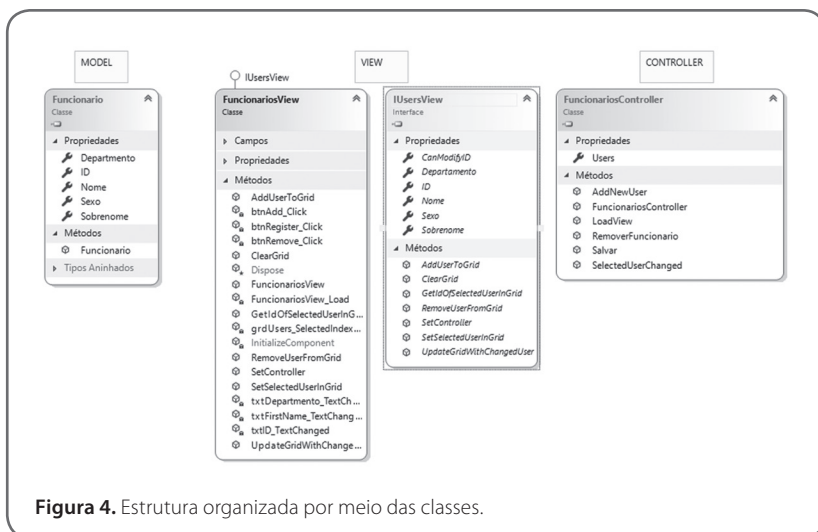 MODEL
VIEW
CONTROLLER
Funcionario
Classe
Propriedades
Departmento
ID
Nome
Sexo
Sobrenome
Métodos
Funcionario
Tipos Aninhados
IUsersView
FuncionariosView
Classe
Campos
Propriedades
Métodos
AddUserToGrid
btnAdd_Click
btnRegister_Click
btnRemove_Click
ClearGrid
Dispose
FuncionariosView
FuncionariosView_Load
GetIdOfSelectedUserInG...
grdUsers_SelectedIndex...
InitializeComponent
RemoveUserFromGrid
SetController
SetSelectedUserInGrid
txtDepartmento_TextCh...
txtFirstName_TextChang...
txtID_TextChanged
UpdateGridWithChange...
IUsersView
Interface
Propriedades
CanModifyID
Departamento
ID
Nome
Sexo
Sobrenome
Métodos
AddUserToGrid
ClearGrid
GetIdOfSelectedUserInGrid
RemoveUserFromGrid
SetController
SetSelectedUserInGrid
UpdateGridWithChangedUser
FuncionariosController
Classe
Propriedades
Users
Métodos
AddNewUser
FuncionariosController
LoadView
RemoverFuncionario
Salvar
SelectedUserChanged
Figura 4. Estrutura organizada por meio das classes.